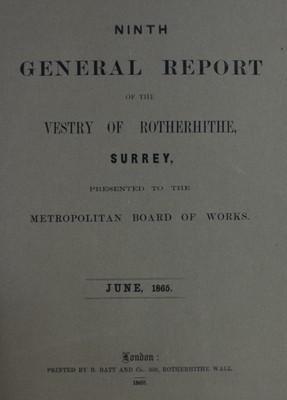 NINTH
GENERAL REPORT
OF THE
VESTRY OF ROTHERHITHE,
SURREY,
PRESENTED TO THE
METROPOLITAN BOARD OF WORKS.
JUNE, 1865.
London:
PRINTED BY B. BATT AND Co. ROTHERHITHE WALL.
1865.